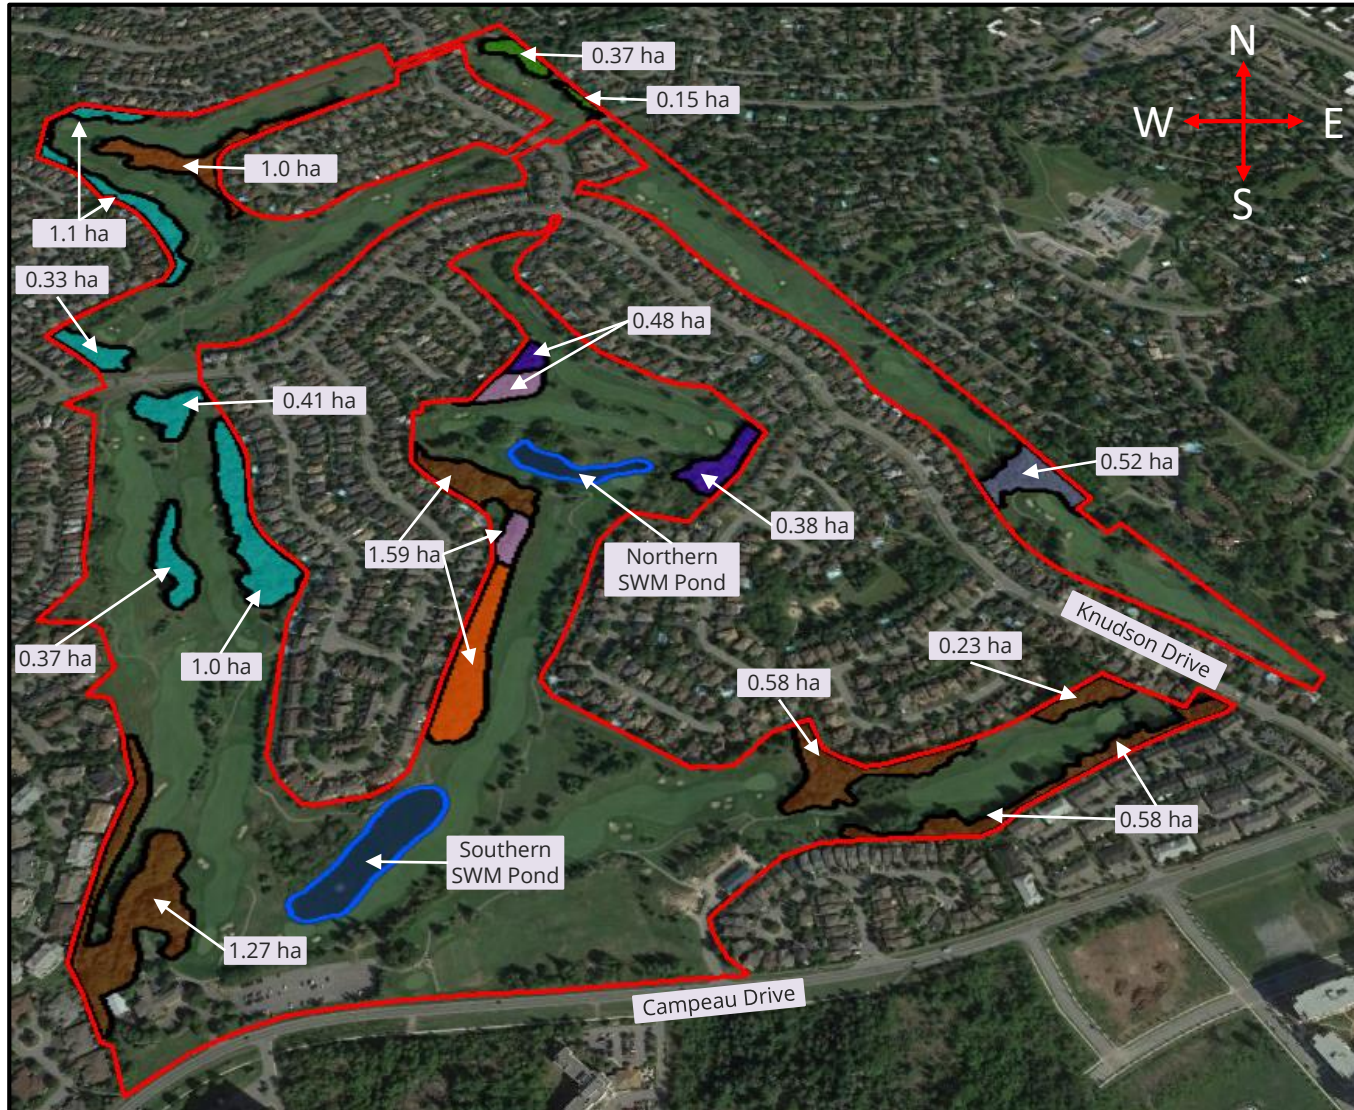 N
0.37 ha
0.15 ha
W
E
1.0 ha
S
1.1 ha
0.33 ha
0.48 ha
0.41 ha
0.52 ha
0.38 ha
1.59 ha
Northern
SWM Pond
Knudson Drive
0.23 ha
0.37 ha
1.0 ha
0.58 ha
0.58 ha
Southern
SWM Pond
1.27 ha
Campeau Drive